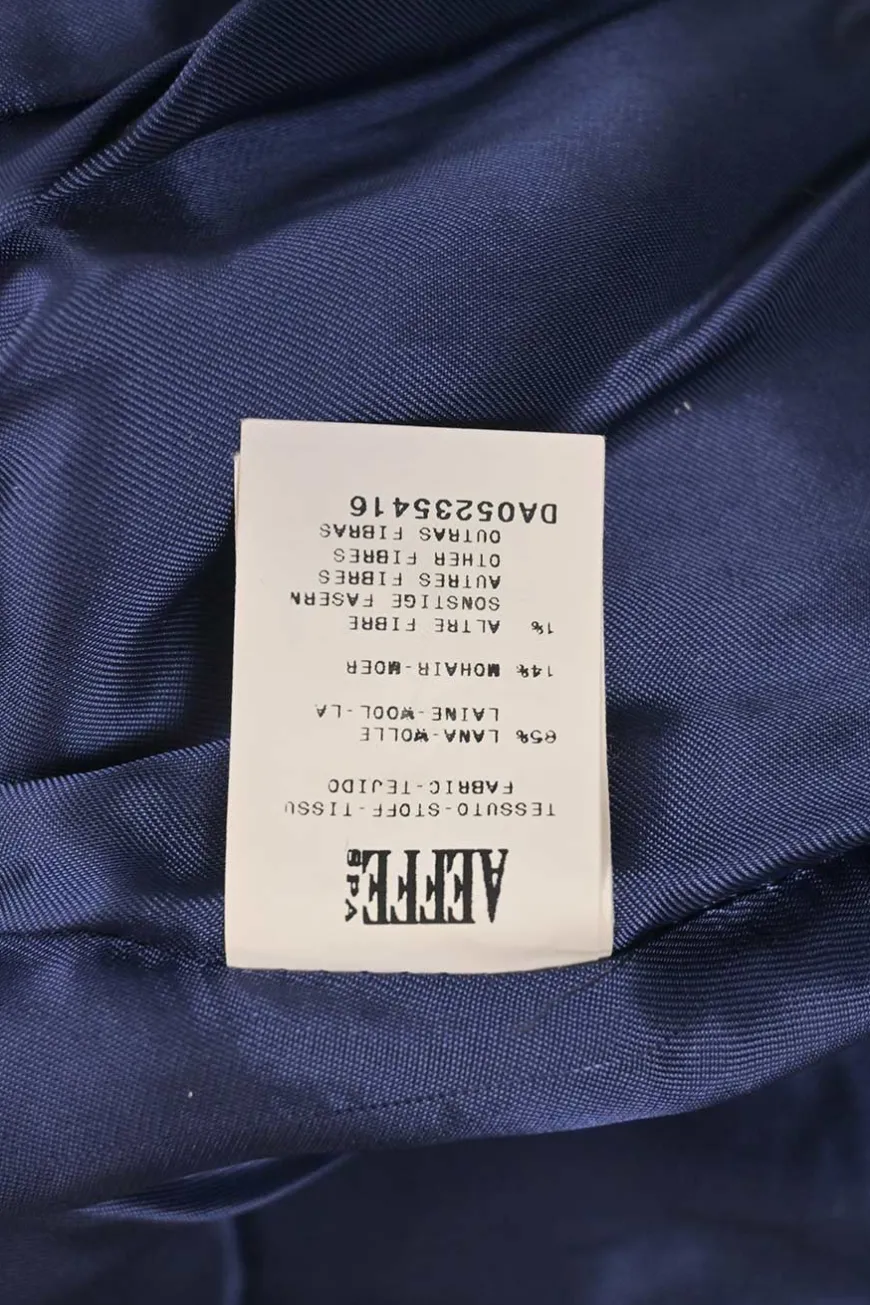 AEFFE
SPA
TESSUTO-STOFF-TISSU
FABRIC-TEJIDO
85% LANA-WOLLE
LAINE-WOOL-LA
14% MOHAIR-MOER
1% ALTRE FIBRE
SONSTIGE FASERN
AUTRES FIBRES
OTHER FIBRES
OUTRAS FIBRAS
DA05235416